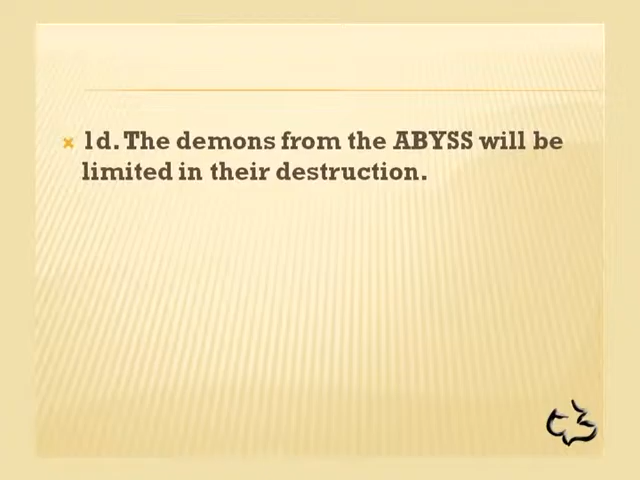 1d. The demons from the ABYSS will be
limited in their destruction.